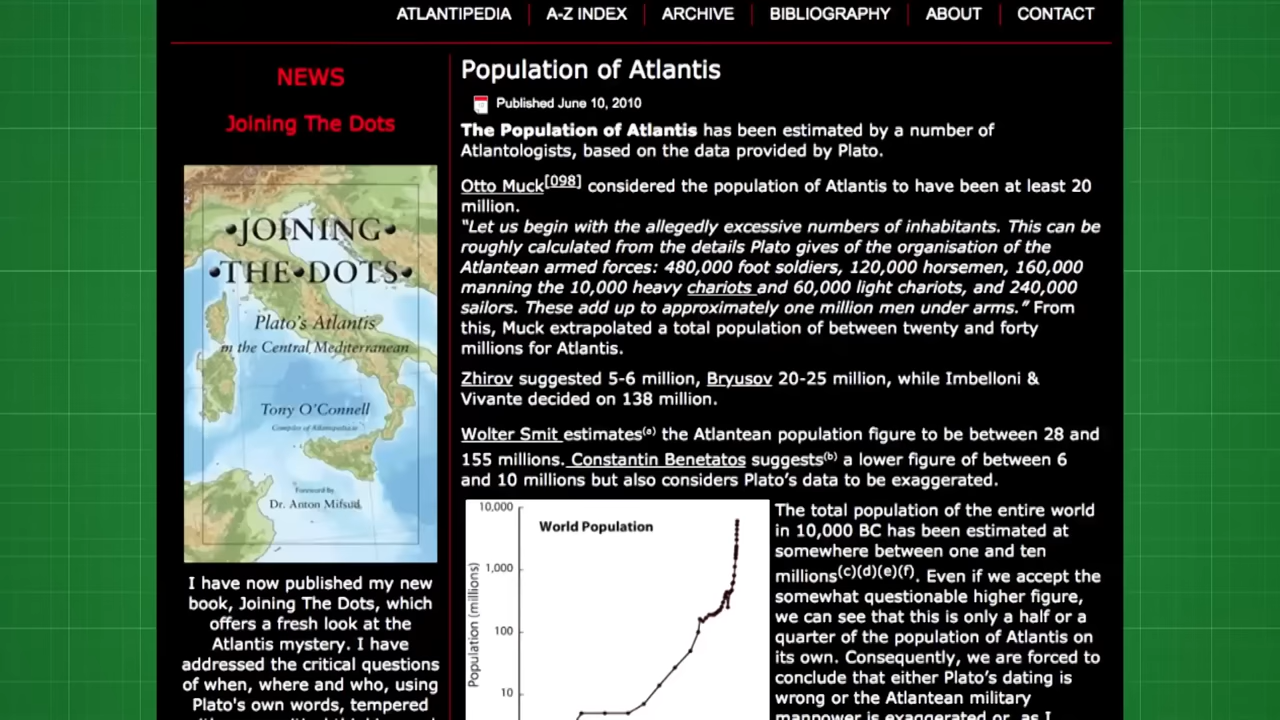 ATLANTIPEDIA A-Z INDEX ARCHIVE BIBLIOGRAPHY ABOUT CONTACT
NEWS
Joining The Dots
•JOINING•
•THE•DOTS•
Plato's Atlantis
in the Central Mediterranean
Tony O'Connell
Compiler of Atlantipedia.ie
Foreword By
Dr. Anton Mifsud
I have now published my new
book, Joining The Dots, which
offers a fresh look at the
Atlantis mystery. I have
addressed the critical questions
of when, where and who, using
Plato's own words, tempered
Population of Atlantis
Published June 10, 2010
The Population of Atlantis has been estimated by a number of
Atlantologists, based on the data provided by Plato.
Otto Muck[098] considered the population of Atlantis to have been at least 20
million.
"Let us begin with the allegedly excessive numbers of inhabitants. This can be
roughly calculated from the details Plato gives of the organisation of the
Atlantean armed forces: 480,000 foot soldiers, 120,000 horsemen, 160,000
manning the 10,000 heavy chariots and 60,000 light chariots, and 240,000
sailors. These add up to approximately one million men under arms." From
this, Muck extrapolated a total population of between twenty and forty
millions for Atlantis.
Zhirov suggested 5-6 million, Bryusov 20-25 million, while Imbelloni &
Vivante decided on 138 million.
Wolter Smit estimates(a) the Atlantean population figure to be between 28 and
155 millions. Constantin Benetatos suggests(b) a lower figure of between 6
and 10 millions but also considers Plato's data to be exaggerated.
World Population
Population (millions)
10,000
1,000
100
10
The total population of the entire world
in 10,000 BC has been estimated at
somewhere between one and ten
millions(c)(d)(e)(f). Even if we accept the
somewhat questionable higher figure,
we can see that this is only a half or a
quarter of the population of Atlantis on
its own. Consequently, we are forced to
conclude that either Plato's dating is
wrong or the Atlantean military
manpower is exaggerated or, as I